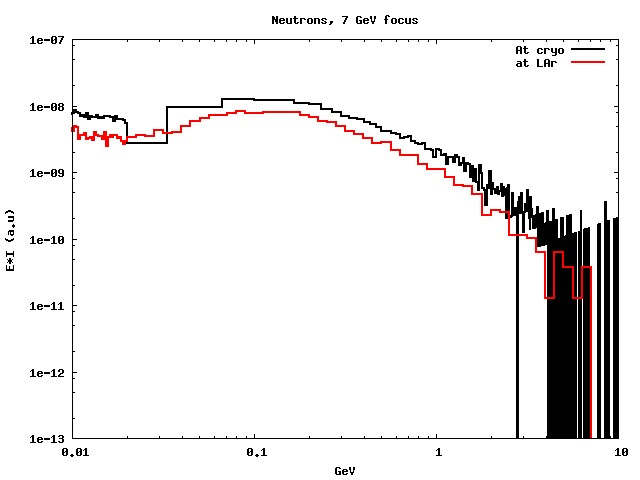 Neutrons, 7 GeV focus
1e-07
At cryo
at LAr
1e-08
1e-09
1e-10
1e-11
1e-12
1e-13
E*I (a.u)
0.01
0.1
1
10
GeV